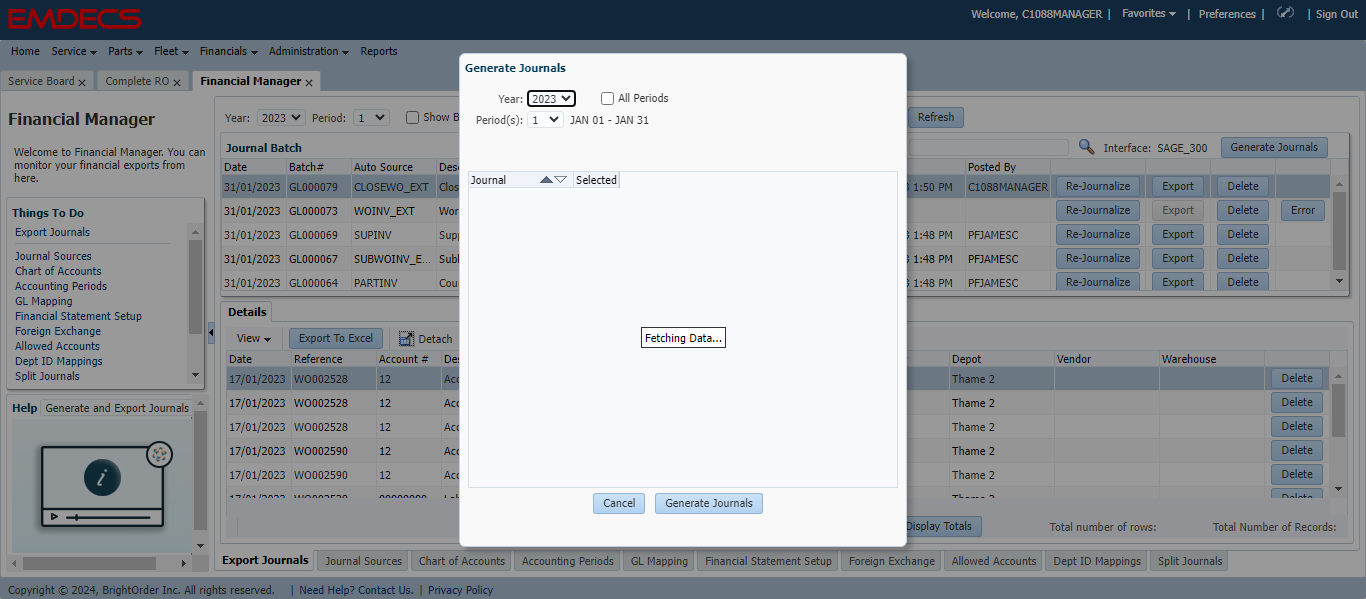 EMDECS
Welcome, C1088MANAGER | Favorites | Preferences | | Sign Out
Home Service Parts Fleet Financials Administration Reports
Service Board x Complete RO x Financial Manager x
Generate Journals
Year: 2023 All Periods
Period(s): 1 JAN 01 - JAN 31
Journal Selected
Fetching Data...
Cancel Generate Journals
Financial Manager
Welcome to Financial Manager. You can
monitor your financial exports from
here.
Things To Do
Export Journals
Journal Sources
Chart of Accounts
Accounting Periods
GL Mapping
Financial Statement Setup
Foreign Exchange
Allowed Accounts
Dept ID Mappings
Split Journals
Help Generate and Export Journals
i
Year: 2023 Period: 1 Show B Refresh
Journal Batch Interface: SAGE_300 Generate Journals
Date Batch# Auto Source Posted By
31/01/2023 GL000079 CLOSEWO_EXT Clos 1:50 PM C1088MANAGER Re-Journalize Export Delete
31/01/2023 GL000073 WOINV_EXT Wor Re-Journalize Export Delete Error
31/01/2023 GL000069 SUPINV Supp 1:48 PM PFJAMESC Re-Journalize Export Delete
31/01/2023 GL000067 SUBWOINV_E... Subl 1:48 PM PFJAMESC Re-Journalize Export Delete
31/01/2023 GL000064 PARTINV Cou 1:48 PM PFJAMESC Re-Journalize Export Delete
Details
View Export To Excel Detach
Date Reference Account # Depot Vendor Warehouse
17/01/2023 WO002528 12 Acc Thame 2 Delete
17/01/2023 WO002528 12 Acc Thame 2 Delete
17/01/2023 WO002528 12 Acc Thame 2 Delete
17/01/2023 WO002590 12 Acc Thame 2 Delete
17/01/2023 WO002590 12 Acc Thame 2 Delete
17/01/2023 WO002528 Thame 2 Delete
Display Totals Total number of rows: Total Number of Records:
Export Journals Journal Sources Chart of Accounts Accounting Periods GL Mapping Financial Statement Setup Foreign Exchange Allowed Accounts Dept ID Mappings Split Journals
Copyright © 2024, BrightOrder Inc. All rights reserved. | Need Help? Contact Us. | Privacy Policy